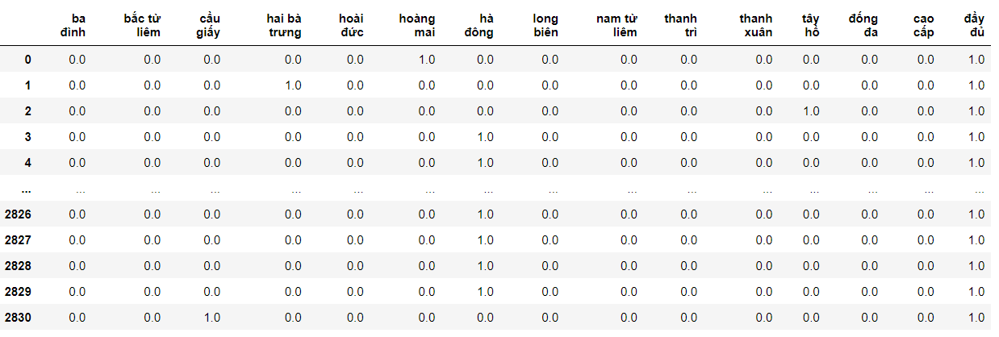 ba bắc từ cầu hai bà hoài hoàng hà long nam từ thanh thanh tây đống cao đầy
đình liêm giấy trưng đức mai đông biên liêm trì xuân hồ đa cấp đủ
0 0.0 0.0 0.0 0.0 0.0 1.0 0.0 0.0 0.0 0.0 0.0 0.0 0.0 0.0 1.0
1 0.0 0.0 0.0 1.0 0.0 0.0 0.0 0.0 0.0 0.0 0.0 0.0 0.0 0.0 1.0
2 0.0 0.0 0.0 0.0 0.0 0.0 0.0 0.0 0.0 0.0 0.0 1.0 0.0 0.0 1.0
3 0.0 0.0 0.0 0.0 0.0 0.0 1.0 0.0 0.0 0.0 0.0 0.0 0.0 0.0 1.0
4 0.0 0.0 0.0 0.0 0.0 0.0 1.0 0.0 0.0 0.0 0.0 0.0 0.0 0.0 1.0
... ... ... ... ... ... ... ... ... ... ... ... ... ... ... ...
2826 0.0 0.0 0.0 0.0 0.0 0.0 1.0 0.0 0.0 0.0 0.0 0.0 0.0 0.0 1.0
2827 0.0 0.0 0.0 0.0 0.0 0.0 1.0 0.0 0.0 0.0 0.0 0.0 0.0 0.0 1.0
2828 0.0 0.0 0.0 0.0 0.0 0.0 1.0 0.0 0.0 0.0 0.0 0.0 0.0 0.0 1.0
2829 0.0 0.0 0.0 0.0 0.0 0.0 1.0 0.0 0.0 0.0 0.0 0.0 0.0 0.0 1.0
2830 0.0 0.0 1.0 0.0 0.0 0.0 0.0 0.0 0.0 0.0 0.0 0.0 0.0 0.0 1.0